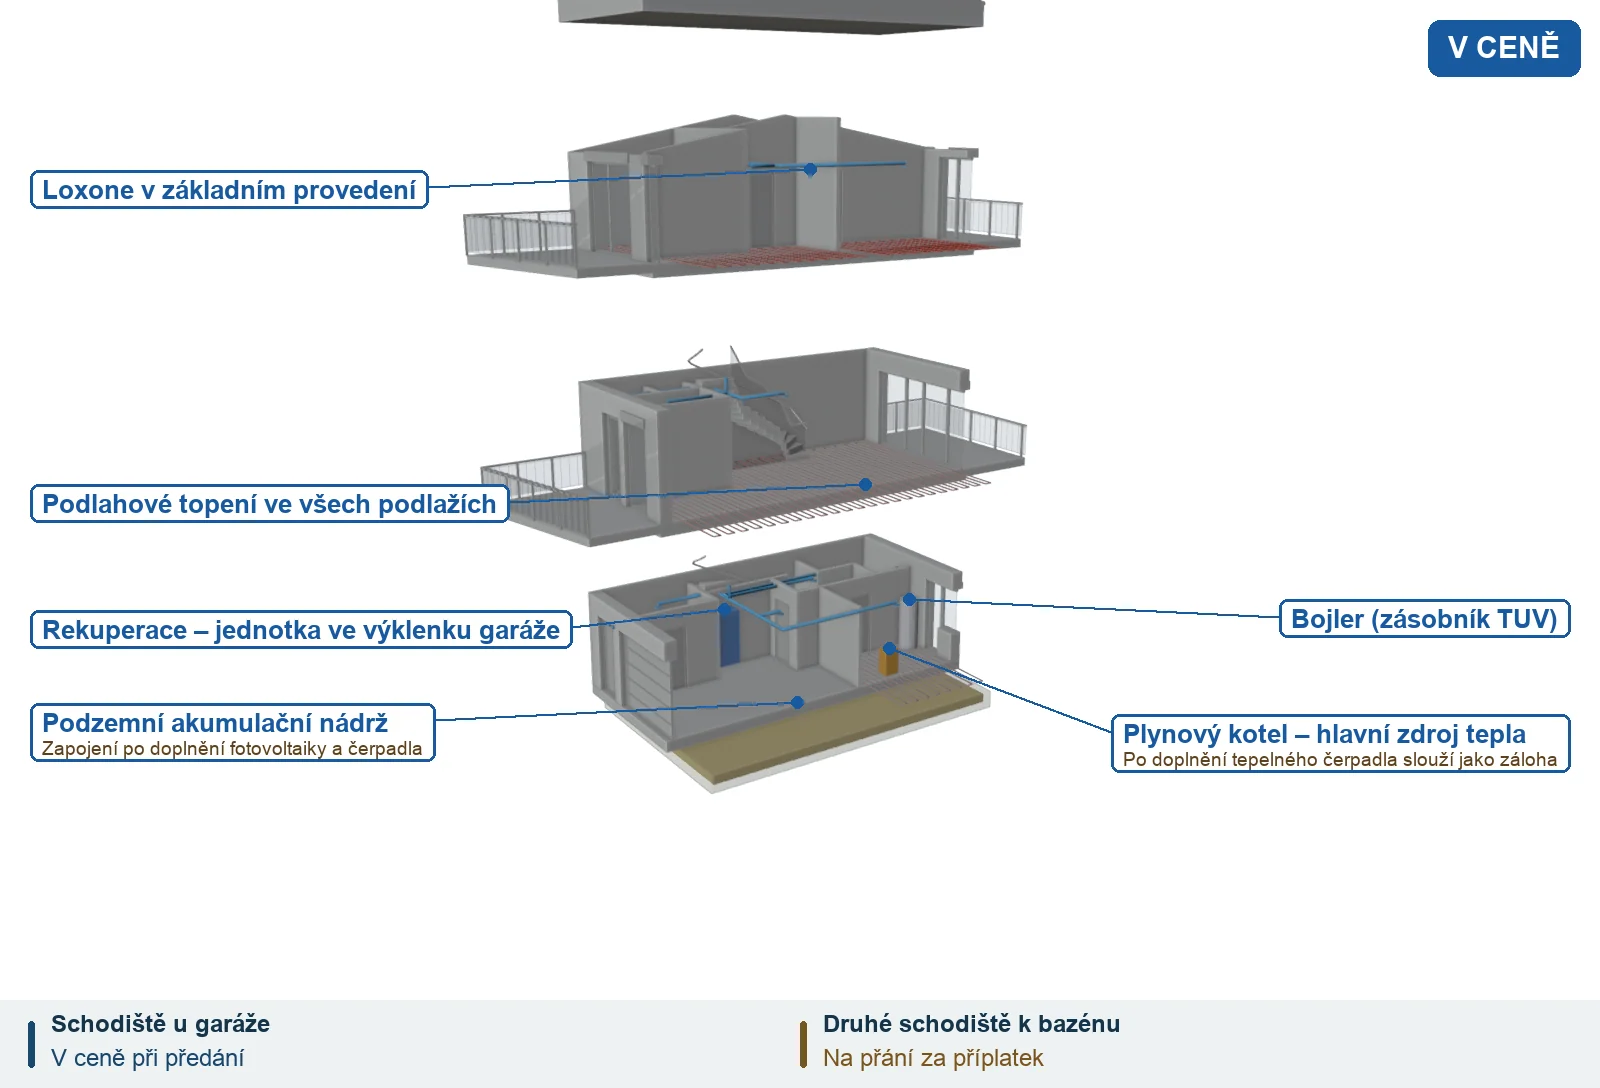 V CENĚ
Loxone v základním provedení
Podlahové topení ve všech podlažích
Rekuperace – jednotka ve výklenku garáže
Bojler (zásobník TUV)
Podzemní akumulační nádrž
Zapojení po doplnění fotovoltaiky a čerpadla
Plynový kotel – hlavní zdroj tepla
Po doplnění tepelného čerpadla slouží jako záloha
Schodiště u garáže
V ceně při předání
Druhé schodiště k bazénu
Na přání za příplatek